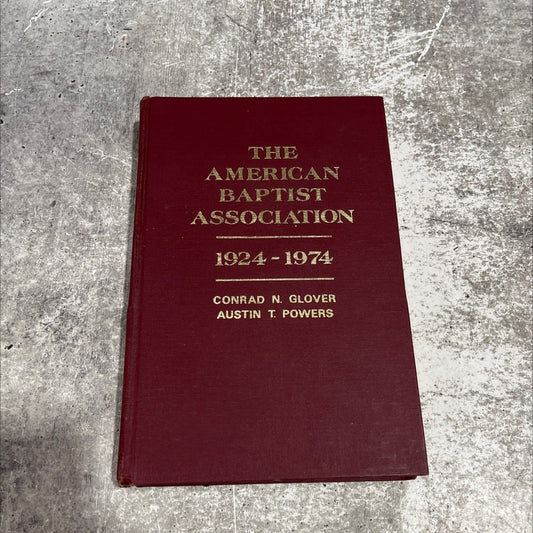 THE
AMERICAN
BAPTIST
ASSOCIATION
1924-1974
CONRAD N. GLOVER
AUSTIN T. POWERS